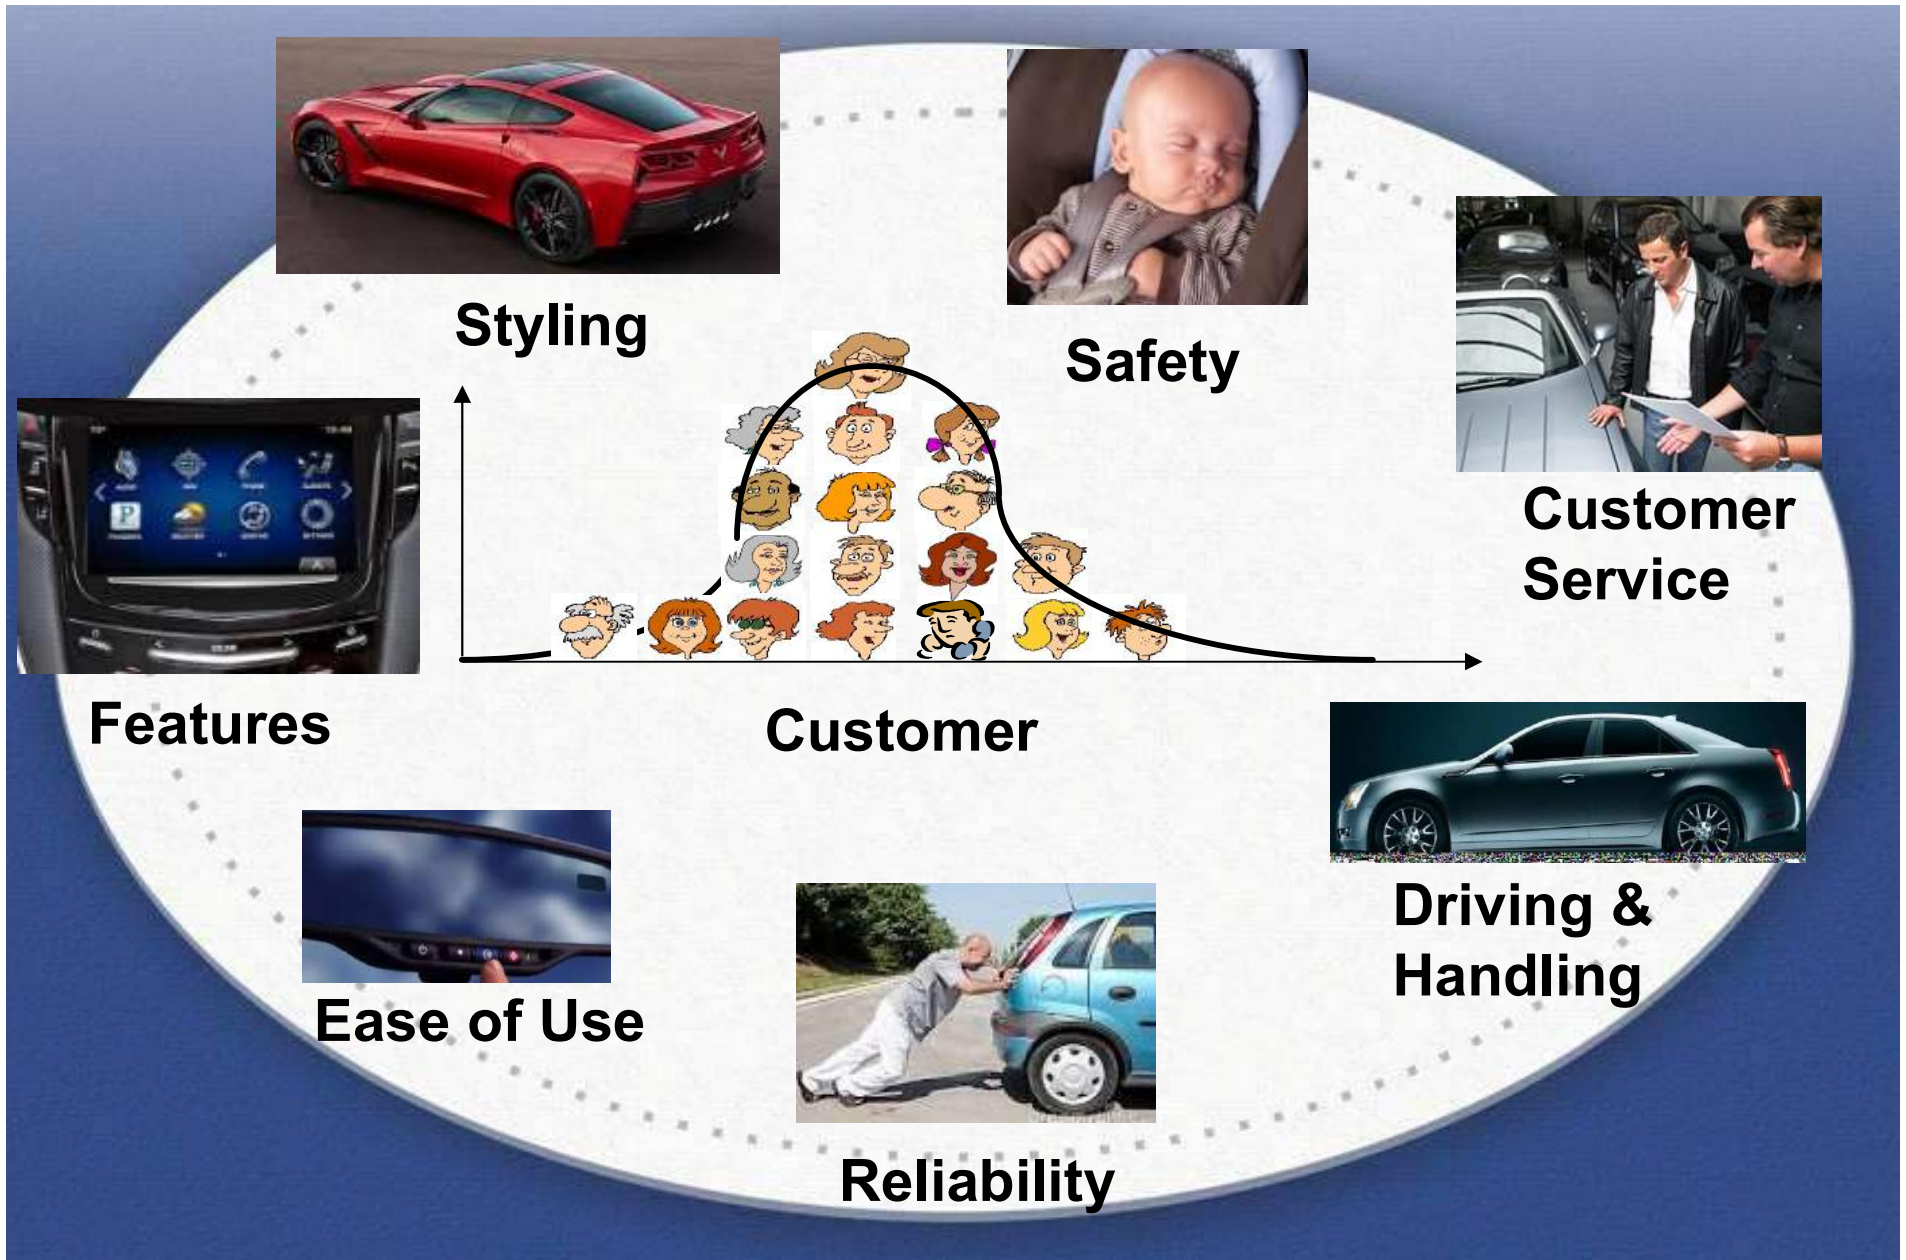 Styling
Safety
Customer
Service
Features
Customer
Driving &
Handling
Ease of Use
Reliability